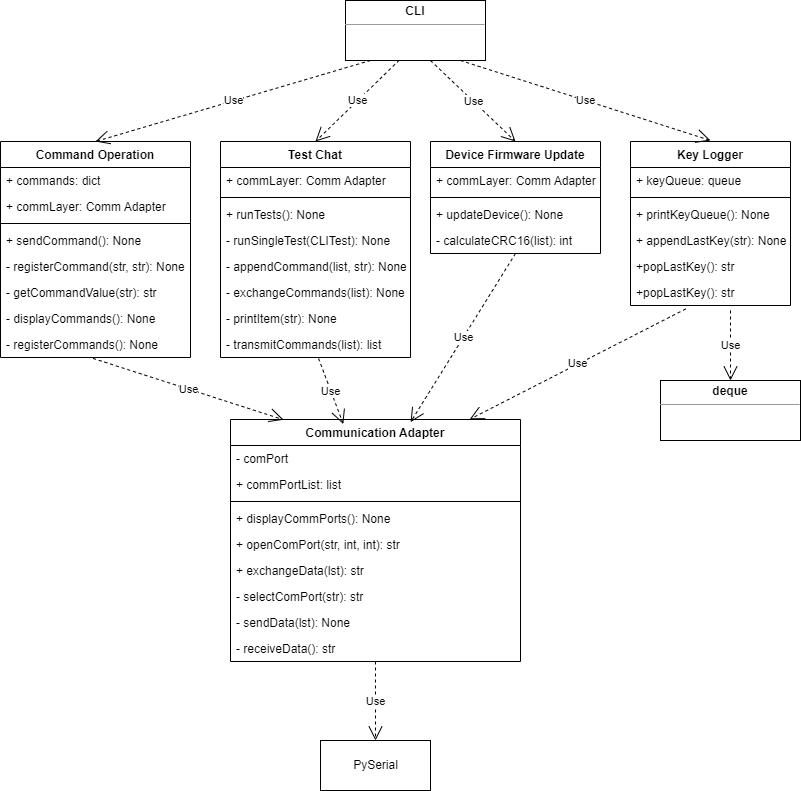 CLI
Use
Use
Use
Use
Command Operation
+ commands: dict
+ commLayer: Comm Adapter
+ sendCommand(): None
- registerCommand(str, str): None
- getCommandValue(str): str
- displayCommands(): None
- registerCommands(): None
Test Chat
+ commLayer: Comm Adapter
+ runTests(): None
- runSingleTest(CLITest): None
- appendCommand(list, str): None
- exchangeCommands(list): None
- printItem(str): None
- transmitCommands(list): list
Device Firmware Update
+ commLayer: Comm Adapter
+ updateDevice(): None
- calculateCRC16(list): int
Key Logger
+ keyQueue: queue
+ printKeyQueue(): None
+ appendLastKey(str): None
+popLastKey(): str
+popLastKey(): str
Use
Use
Use
Use
Use
deque
Communication Adapter
- comPort
+ commPortList: list
+ displayCommPorts(): None
+ openComPort(str, int, int): str
+ exchangeData(lst): str
- selectComPort(str): str
- sendData(lst): None
- receiveData(): str
Use
PySerial